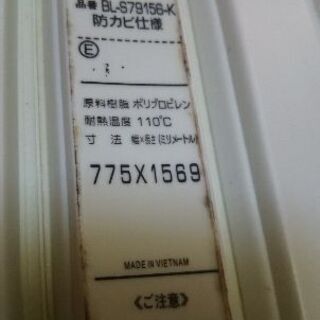 品番 BL-S79156-K
防カビ仕様
E
原料樹脂 ポリプロピレン
耐熱温度 110℃
寸 法 幅×長さ(ミリメートル)
775X1569
MADE IN VIETNAM
《ご注意》